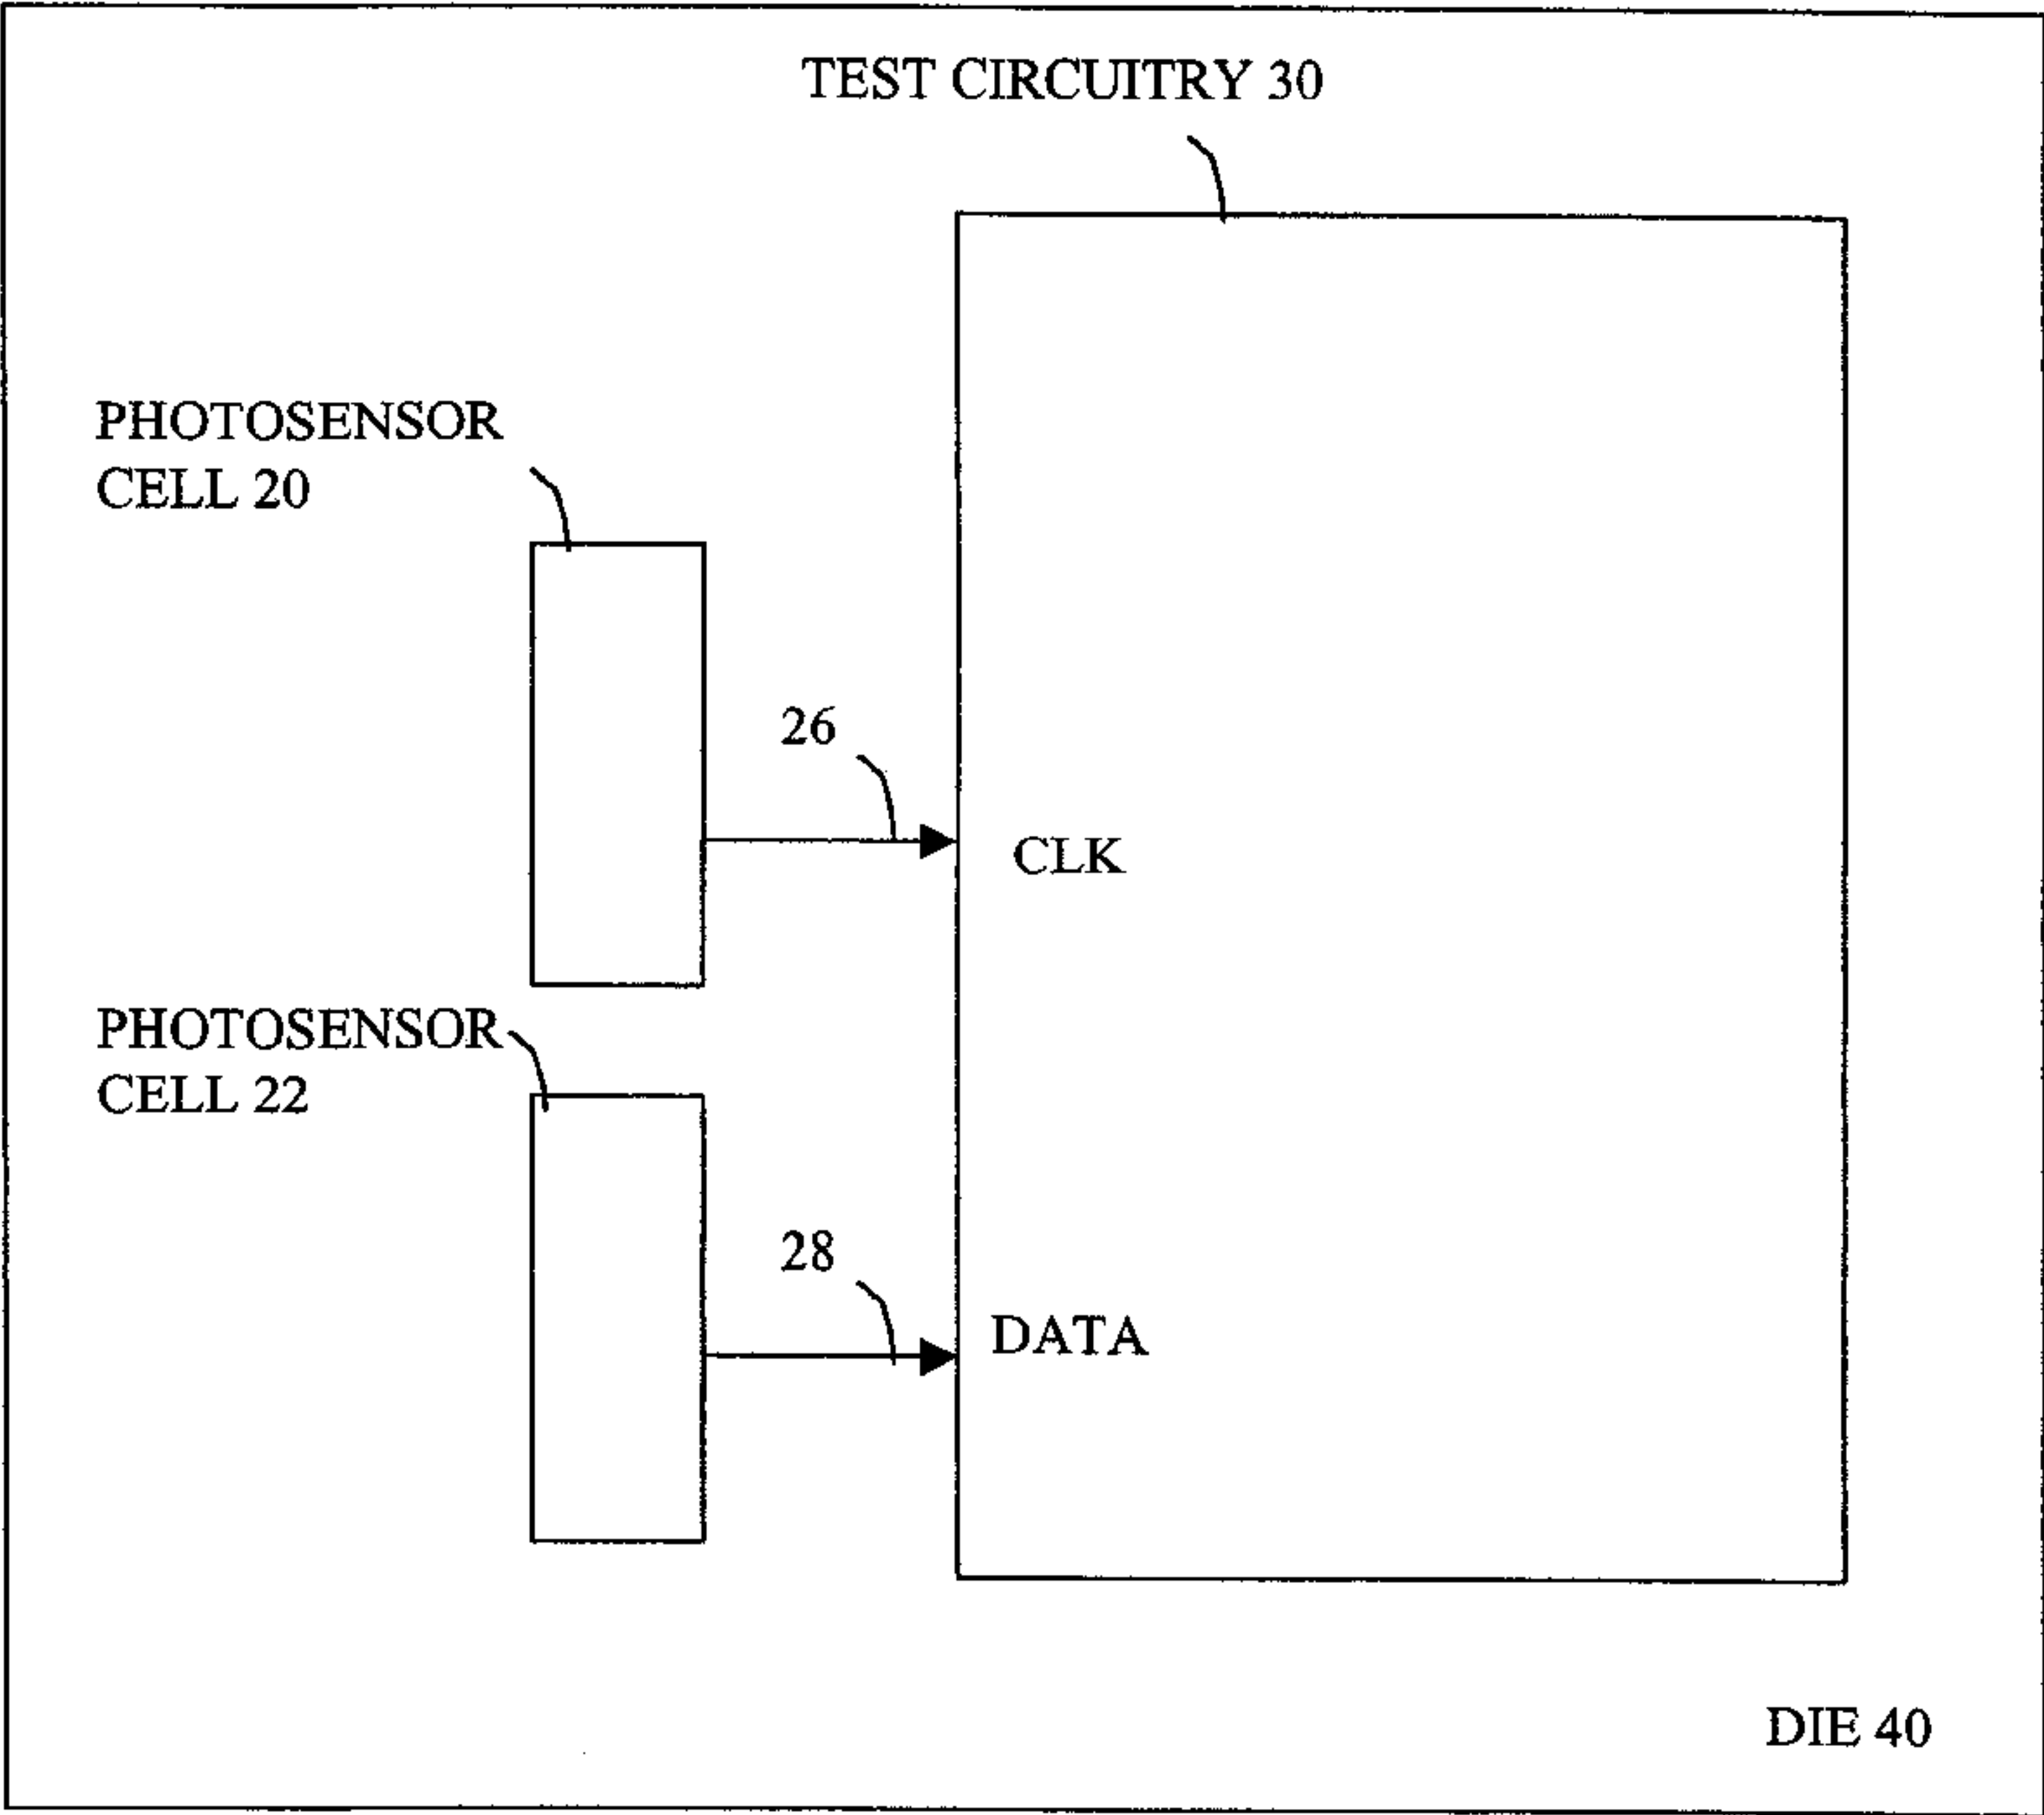 TEST CIRCUITRY 30
PHOTOSENSOR
CELL 20
26
CLK
PHOTOSENSOR
CELL 22
28
DATA
DIE 40